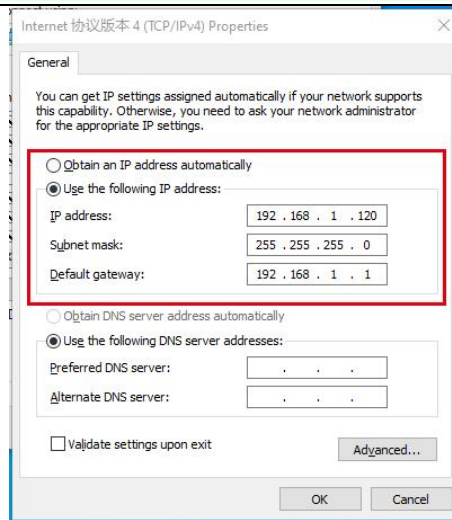 Internet 协议版本 4 (TCP/IPv4) Properties
General
You can get IP settings assigned automatically if your network supports
this capability. Otherwise, you need to ask your network administrator
for the appropriate IP settings.
Obtain an IP address automatically
Use the following IP address:
IP address: 192 . 168 . 1 . 120
Subnet mask: 255 . 255 . 255 . 0
Default gateway: 192 . 168 . 1 . 1
Obtain DNS server address automatically
Use the following DNS server addresses:
Preferred DNS server: . . .
Alternate DNS server: . . .
Validate settings upon exit
Advanced...
OK Cancel